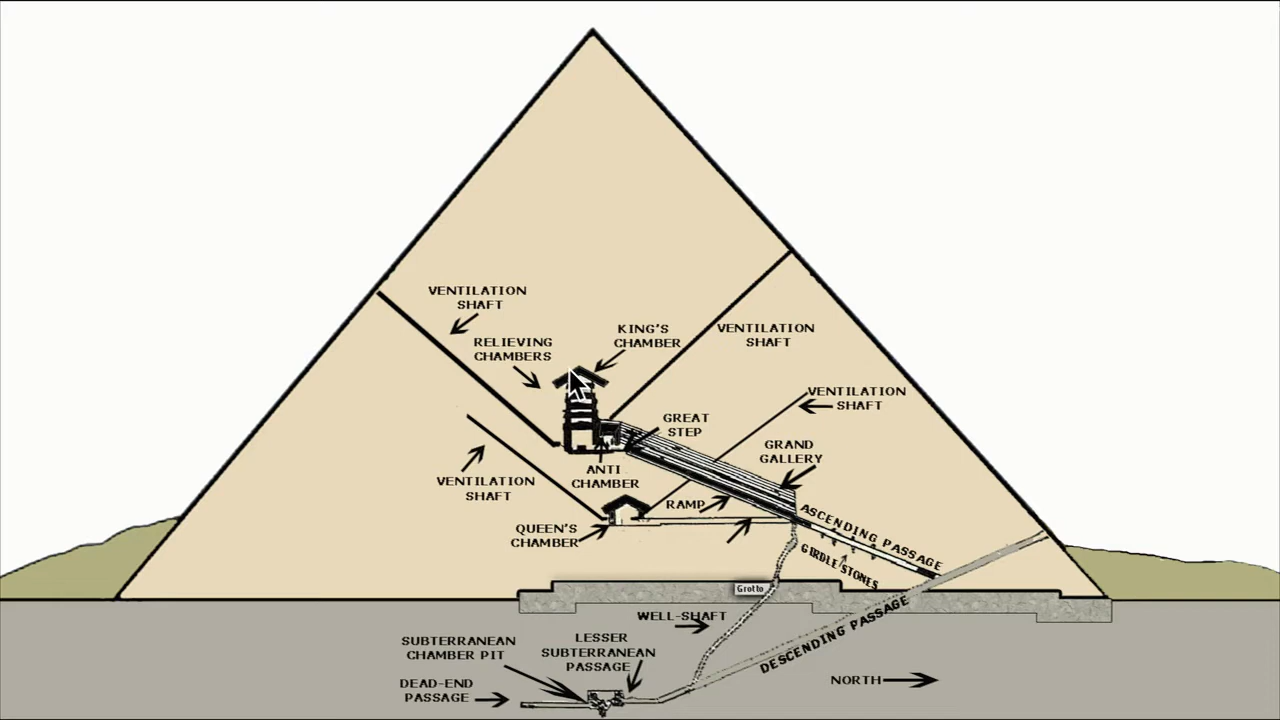 VENTILATION
SHAFT
KING'S
CHAMBER
VENTILATION
SHAFT
RELIEVING
CHAMBERS
VENTILATION
SHAFT
GREAT
STEP
GRAND
GALLERY
ANTI
CHAMBER
VENTILATION
SHAFT
RAMP
ASCENDING PASSAGE
QUEEN'S
CHAMBER
GIRDLE STONES
Grotto
WELL-SHAFT
DESCENDING PASSAGE
SUBTERRANEAN
CHAMBER PIT
LESSER
SUBTERRANEAN
PASSAGE
DEAD-END
PASSAGE
NORTH